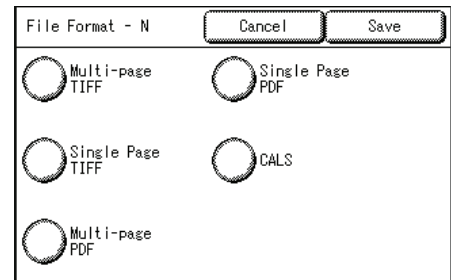 File Format - N
Cancel
Save
Multi-page
TIFF
Single Page
PDF
Single Page
TIFF
CALS
Multi-page
PDF